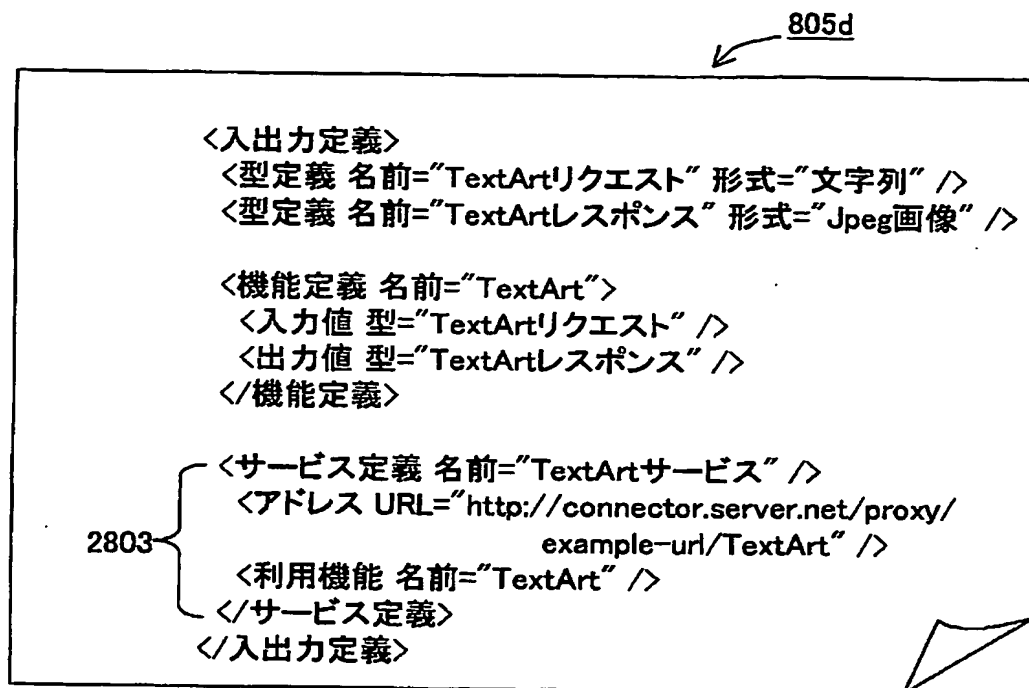 805d
<入出力定義>
<型定義 名前="TextArtリクエスト" 形式="文字列" />
<型定義 名前="TextArtレスポンス" 形式="Jpeg画像" />
<機能定義 名前="TextArt">
<入力値 型="TextArtリクエスト" />
<出力値 型="TextArtレスポンス" />
</機能定義>
<サービス定義 名前="TextArtサービス" />
<アドレス URL="http://connector.server.net/proxy/
example-url/TextArt" />
2803
<利用機能 名前="TextArt" />
</サービス定義>
</入出力定義>